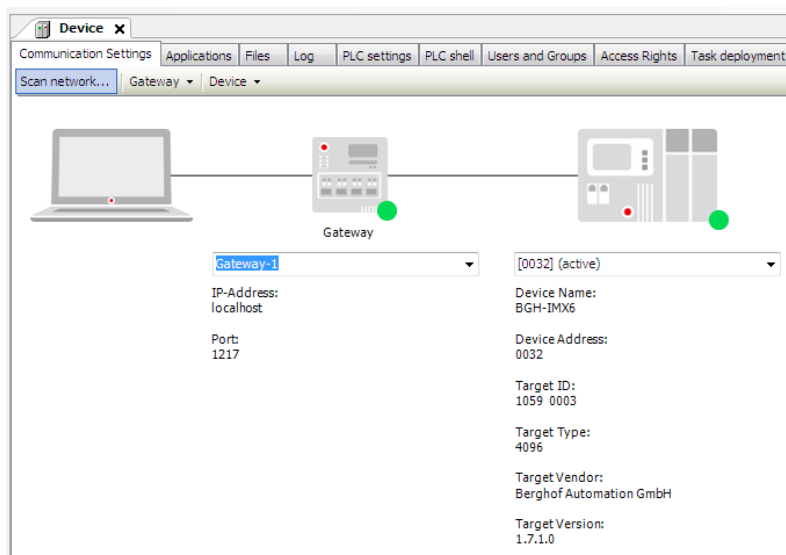 Device
Communication Settings Applications Files Log PLC settings PLC shell Users and Groups Access Rights Task deployment
Scan network... Gateway Device
Gateway
Gateway-1
[0032] (active)
IP-Address:
localhost
Port:
1217
Device Name:
BGH-IMX6
Device Address:
0032
Target ID:
1059 0003
Target Type:
4096
Target Vendor:
Berghof Automation GmbH
Target Version:
1.7.1.0